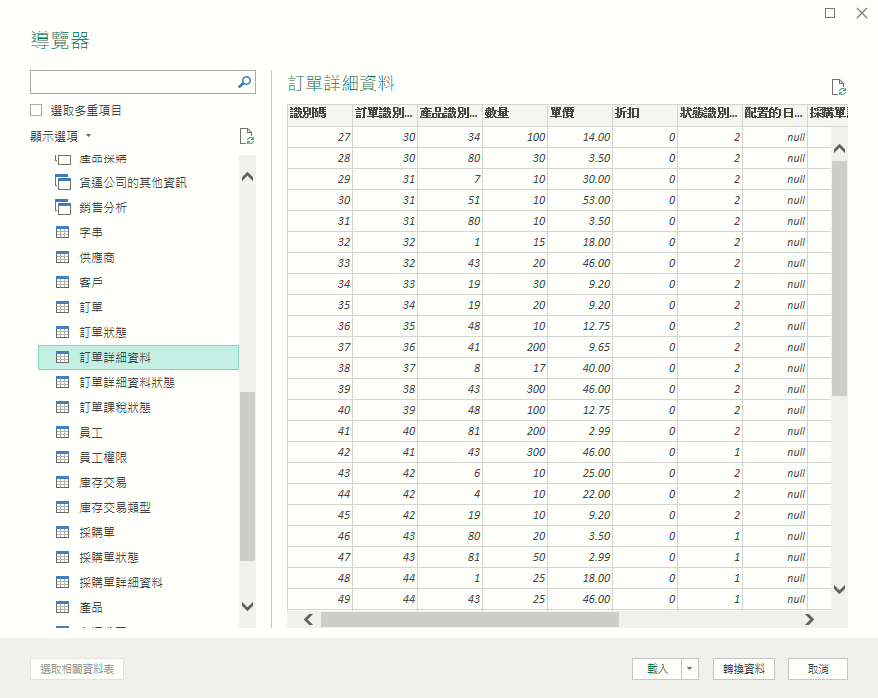 導覽器
選取多重項目
顯示選項
產品採購
貨運公司的其他資訊
銷售分析
字串
供應商
客戶
訂單
訂單狀態
訂單詳細資料
訂單詳細資料狀態
訂單課稅狀態
員工
員工權限
庫存交易
庫存交易類型
採購單
採購單狀態
採購單詳細資料
產品
訂單詳細資料
識別碼 訂單識別... 產品識別... 數量 單價 折扣 狀態識別... 配置的日... 採購單
27 30 34 100 14.00 0 2 null
28 30 80 30 3.50 0 2 null
29 31 7 10 30.00 0 2 null
30 31 51 10 53.00 0 2 null
31 31 80 10 3.50 0 2 null
32 32 1 15 18.00 0 2 null
33 32 43 20 46.00 0 2 null
34 33 19 30 9.20 0 2 null
35 34 19 20 9.20 0 2 null
36 35 48 10 12.75 0 2 null
37 36 41 200 9.65 0 2 null
38 37 8 17 40.00 0 2 null
39 38 43 300 46.00 0 2 null
40 39 48 100 12.75 0 2 null
41 40 81 200 2.99 0 2 null
42 41 43 300 46.00 0 1 null
43 42 6 10 25.00 0 2 null
44 42 4 10 22.00 0 2 null
45 42 19 10 9.20 0 2 null
46 43 80 20 3.50 0 1 null
47 43 81 50 2.99 0 1 null
48 44 1 25 18.00 0 1 null
49 44 43 25 46.00 0 1 null
選取相關資料表
載入
轉換資料
取消